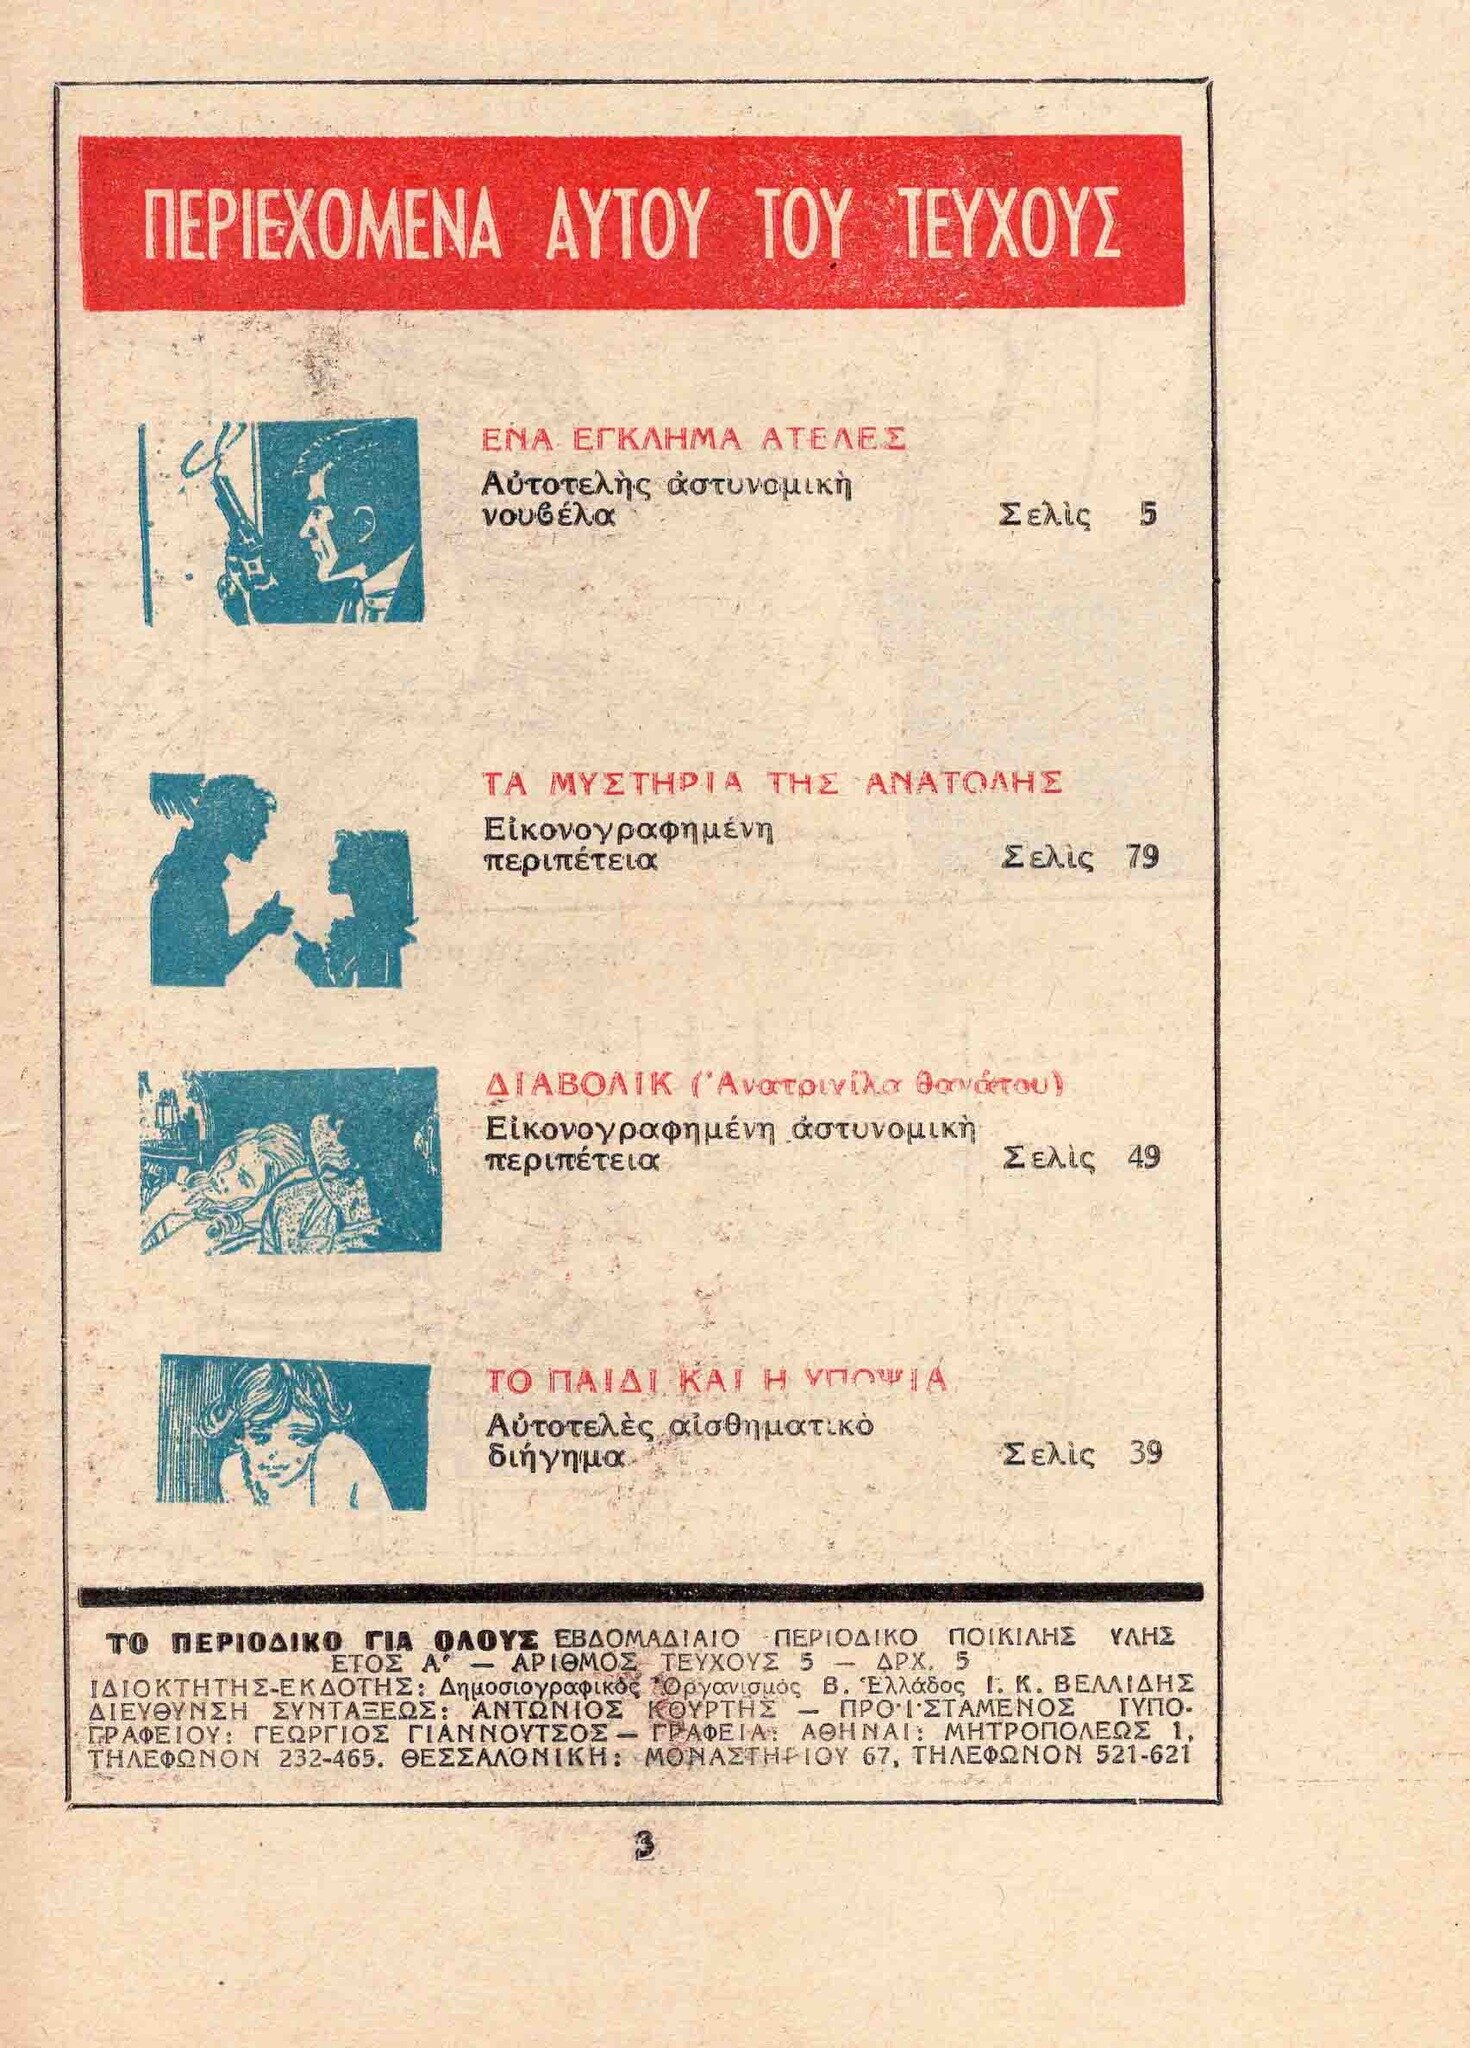 ΠΕΡΙΕΧΟΜΕΝΑ ΑΥΤΟΥ ΤΟΥ ΤΕΥΧΟΥΣ
ΕΝΑ ΕΓΚΛΗΜΑ ΑΤΕΛΕΣ
Αὐτοτελὴς ἀστυνομικὴ
νουβέλα Σελὶς 5
ΤΑ ΜΥΣΤΗΡΙΑ ΤΗΣ ΑΝΑΤΟΛΗΣ
Εἰκονογραφημένη
περιπέτεια Σελὶς 79
ΔΙΑΒΟΛΙΚ (Ἀνατριχίλα θανάτου)
Εἰκονογραφημένη ἀστυνομικὴ
περιπέτεια Σελὶς 49
ΤΟ ΠΑΙΔΙ ΚΑΙ Η ΥΠΟΨΙΑ
Αὐτοτελὲς αἰσθηματικὸ
διήγημα Σελὶς 39
ΤΟ ΠΕΡΙΟΔΙΚΟ ΓΙΑ ΟΛΟΥΣ ΕΒΔΟΜΑΔΙΑΙΟ ΠΕΡΙΟΔΙΚΟ ΠΟΙΚΙΛΗΣ ΥΛΗΣ
ΕΤΟΣ Α' — ΑΡΙΘΜΟΣ ΤΕΥΧΟΥΣ 5 — ΔΡΧ. 5
ΙΔΙΟΚΤΗΤΗΣ-ΕΚΔΟΤΗΣ: Δημοσιογραφικὸς Ὀργανισμὸς Β. Ἑλλάδος Ι. Κ. ΒΕΛΛΙΔΗΣ
ΔΙΕΥΘΥΝΣΗ ΣΥΝΤΑΞΕΩΣ: ΑΝΤΩΝΙΟΣ ΚΟΥΡΤΗΣ — ΠΡΟ·Ι·ΣΤΑΜΕΝΟΣ ΤΥΠΟ-
ΓΡΑΦΕΙΟΥ: ΓΕΩΡΓΙΟΣ ΓΙΑΝΝΟΥΤΣΟΣ — ΓΡΑΦΕΙΑ: ΑΘΗΝΑΙ: ΜΗΤΡΟΠΟΛΕΩΣ 1,
ΤΗΛΕΦΩΝΟΝ 232-465. ΘΕΣΣΑΛΟΝΙΚΗ: ΜΟΝΑΣΤΗΡΙΟΥ 67, ΤΗΛΕΦΩΝΟΝ 521-621
3